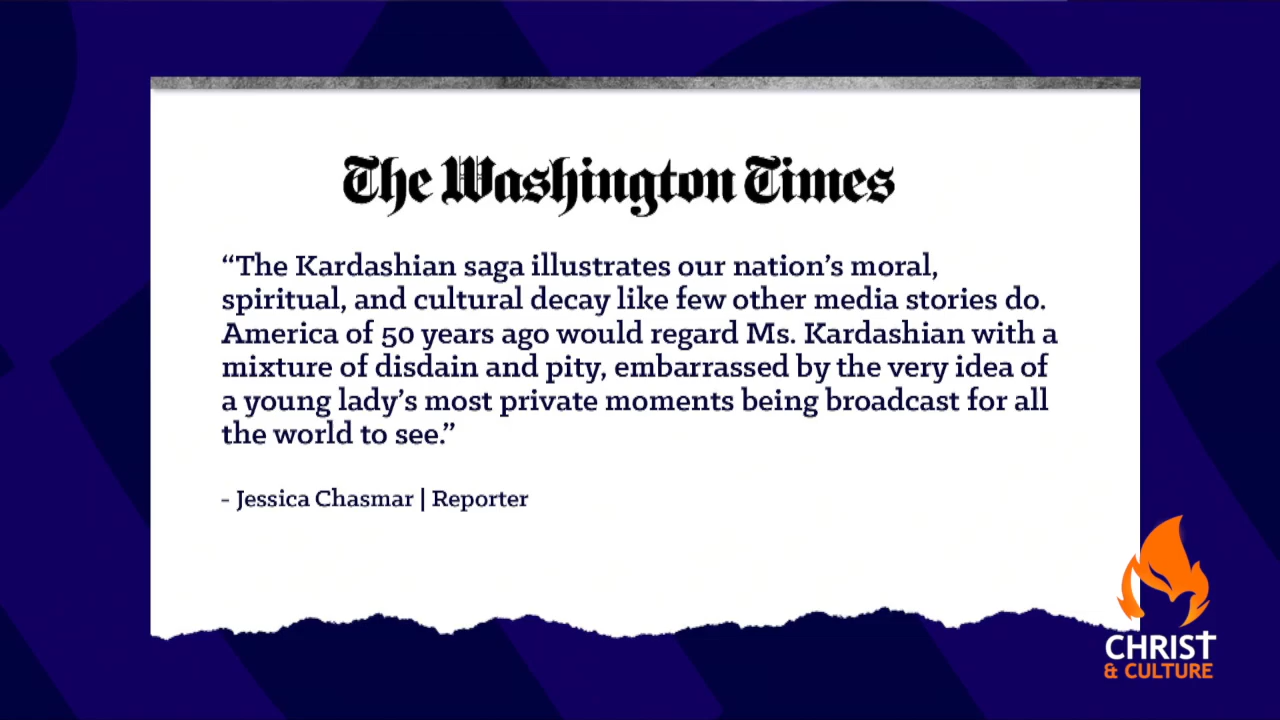 The Washington Times
“The Kardashian saga illustrates our nation’s moral,
spiritual, and cultural decay like few other media stories do.
America of 50 years ago would regard Ms. Kardashian with a
mixture of disdain and pity, embarrassed by the very idea of
a young lady’s most private moments being broadcast for all
the world to see.”
- Jessica Chasmar | Reporter
CHRIST
& CULTURE